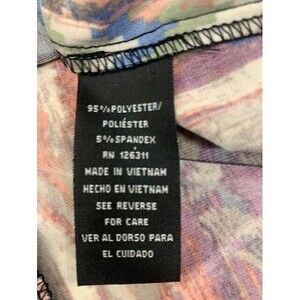 95%POLYESTER/
POLIÉSTER
5%SPANDEX
RN 126311
MADE IN VIETNAM
HECHO EN VIETNAM
SEE REVERSE
FOR CARE
VER AL DORSO PARA
EL CUIDADO